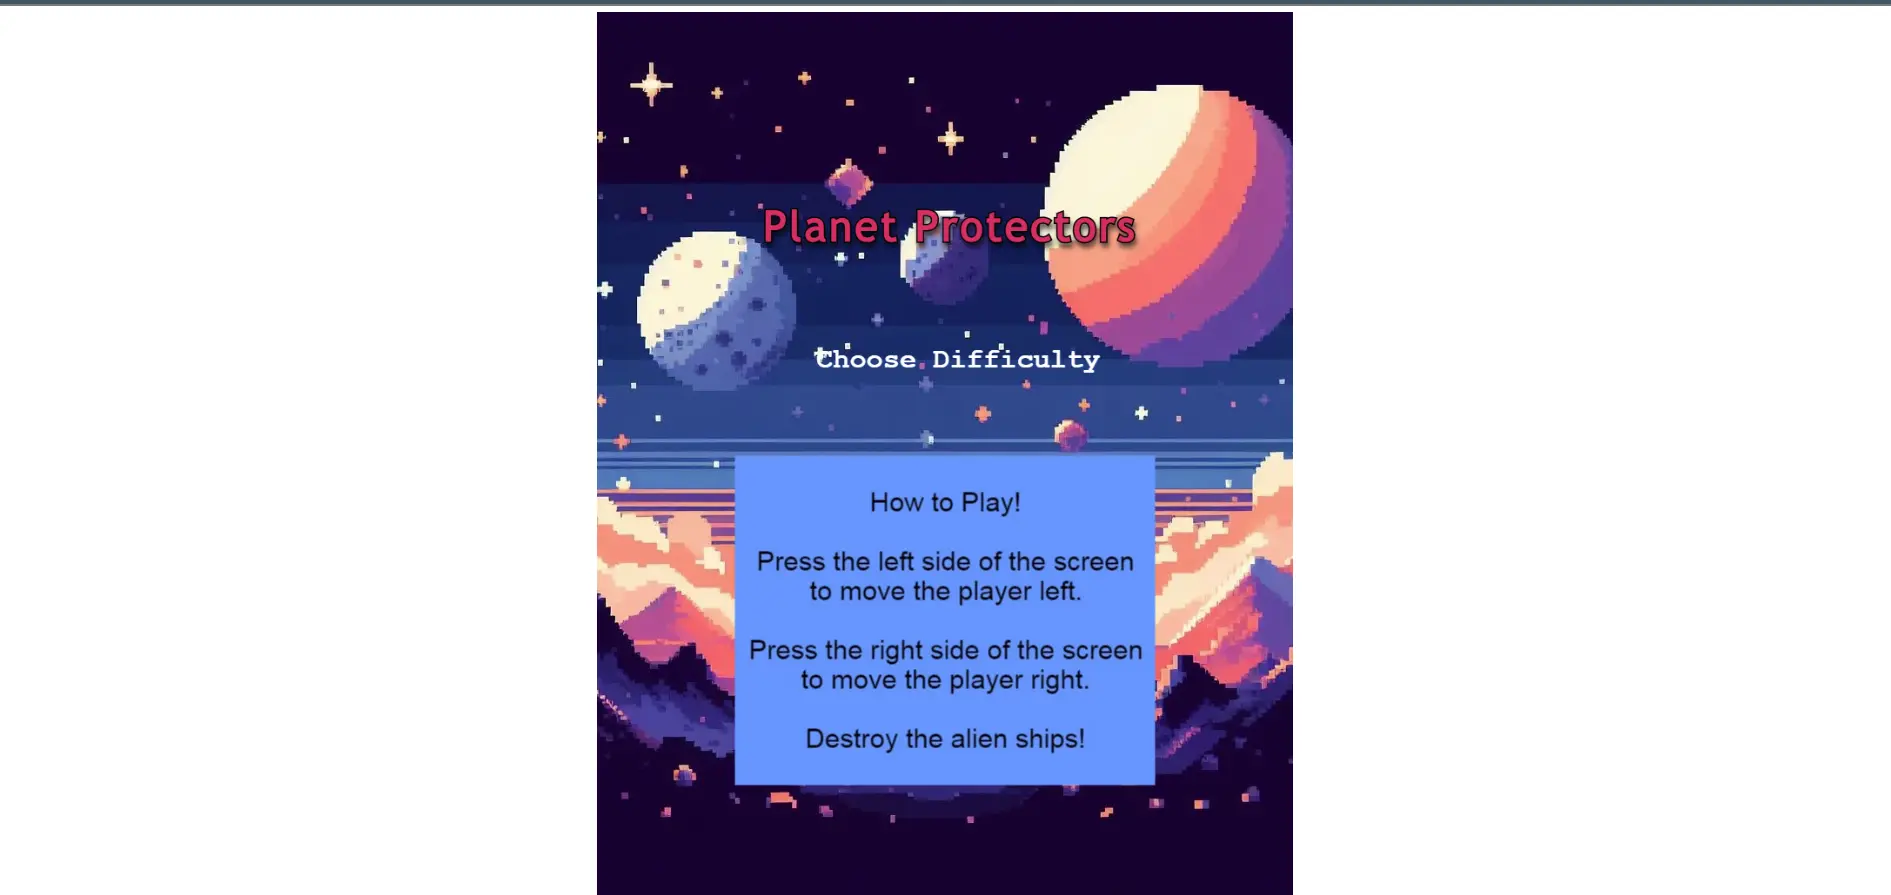 Planet Protectors
Choose Difficulty
How to Play!
Press the left side of the screen
to move the player left.
Press the right side of the screen
to move the player right.
Destroy the alien ships!